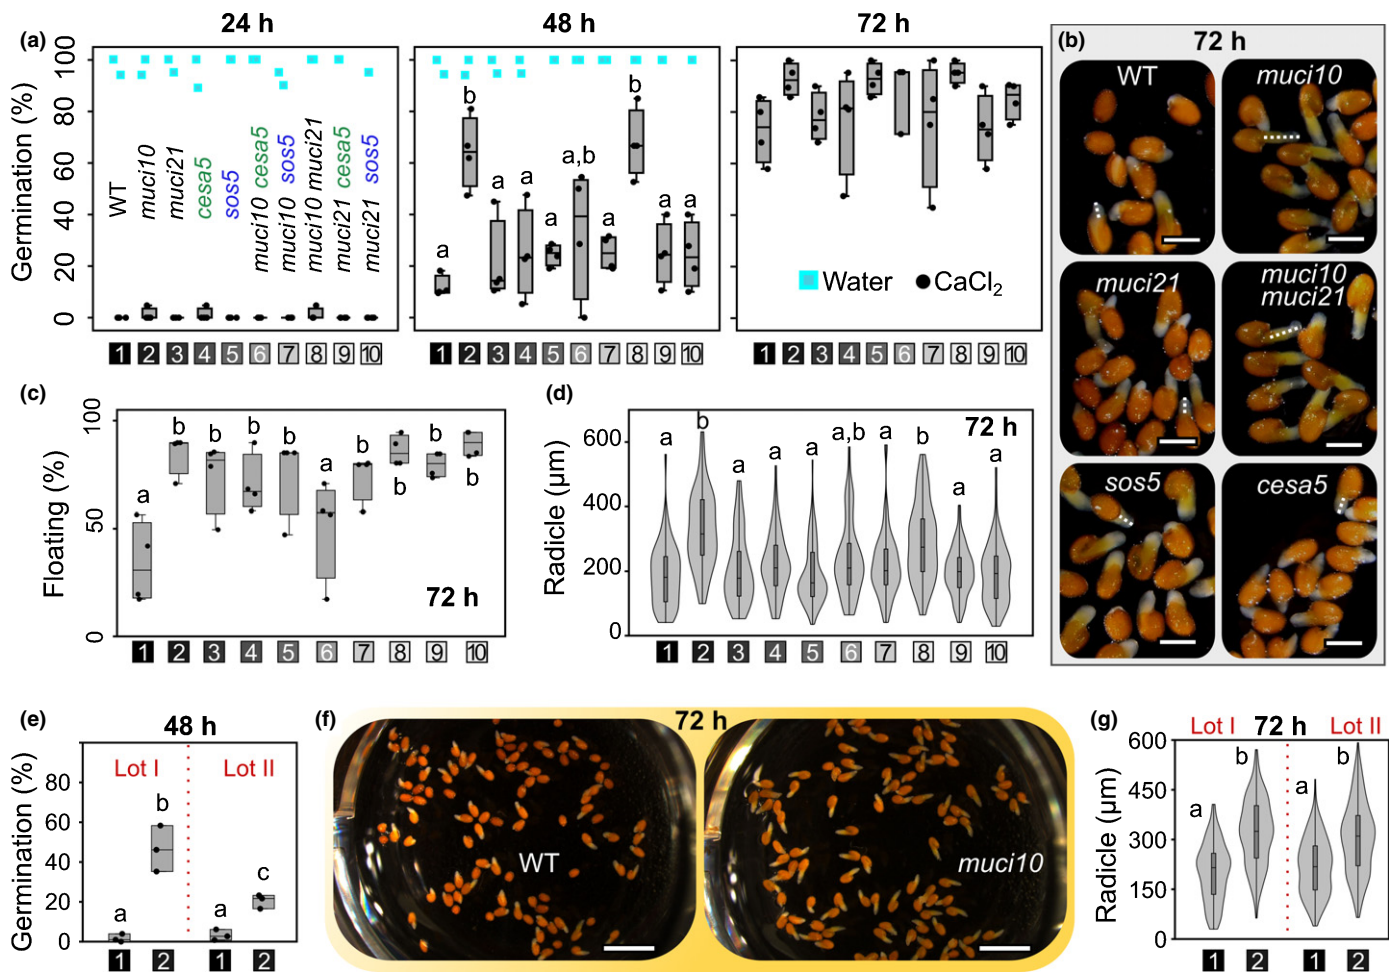 (a)
24 h
48 h
72 h
Germination (%)
100
80
60
40
20
0
WT
muci10
muci21
cesa5
sos5
muci10 cesa5
muci10 sos5
muci10 muci21
muci21 cesa5
muci21 sos5
b
b
a
a
a
a
a,b
a
a
a
Water
CaCl2
1 2 3 4 5 6 7 8 9 10
1 2 3 4 5 6 7 8 9 10
1 2 3 4 5 6 7 8 9 10
(b)
72 h
WT
muci10
muci21
muci10
muci21
sos5
cesa5
(c)
Floating (%)
100
50
0
a
b
b
b
b
a
b
b
b
b
72 h
1 2 3 4 5 6 7 8 9 10
(d)
Radicle (µm)
600
400
200
0
a
b
a
a
a
a,b
a
b
a
a
72 h
1 2 3 4 5 6 7 8 9 10
(e)
48 h
Germination (%)
80
60
40
20
0
Lot I
Lot II
a
b
a
c
1 2 1 2
(f)
72 h
WT
muci10
(g)
Lot I 72 h Lot II
Radicle (µm)
600
450
300
150
0
a
b
a
b
1 2 1 2